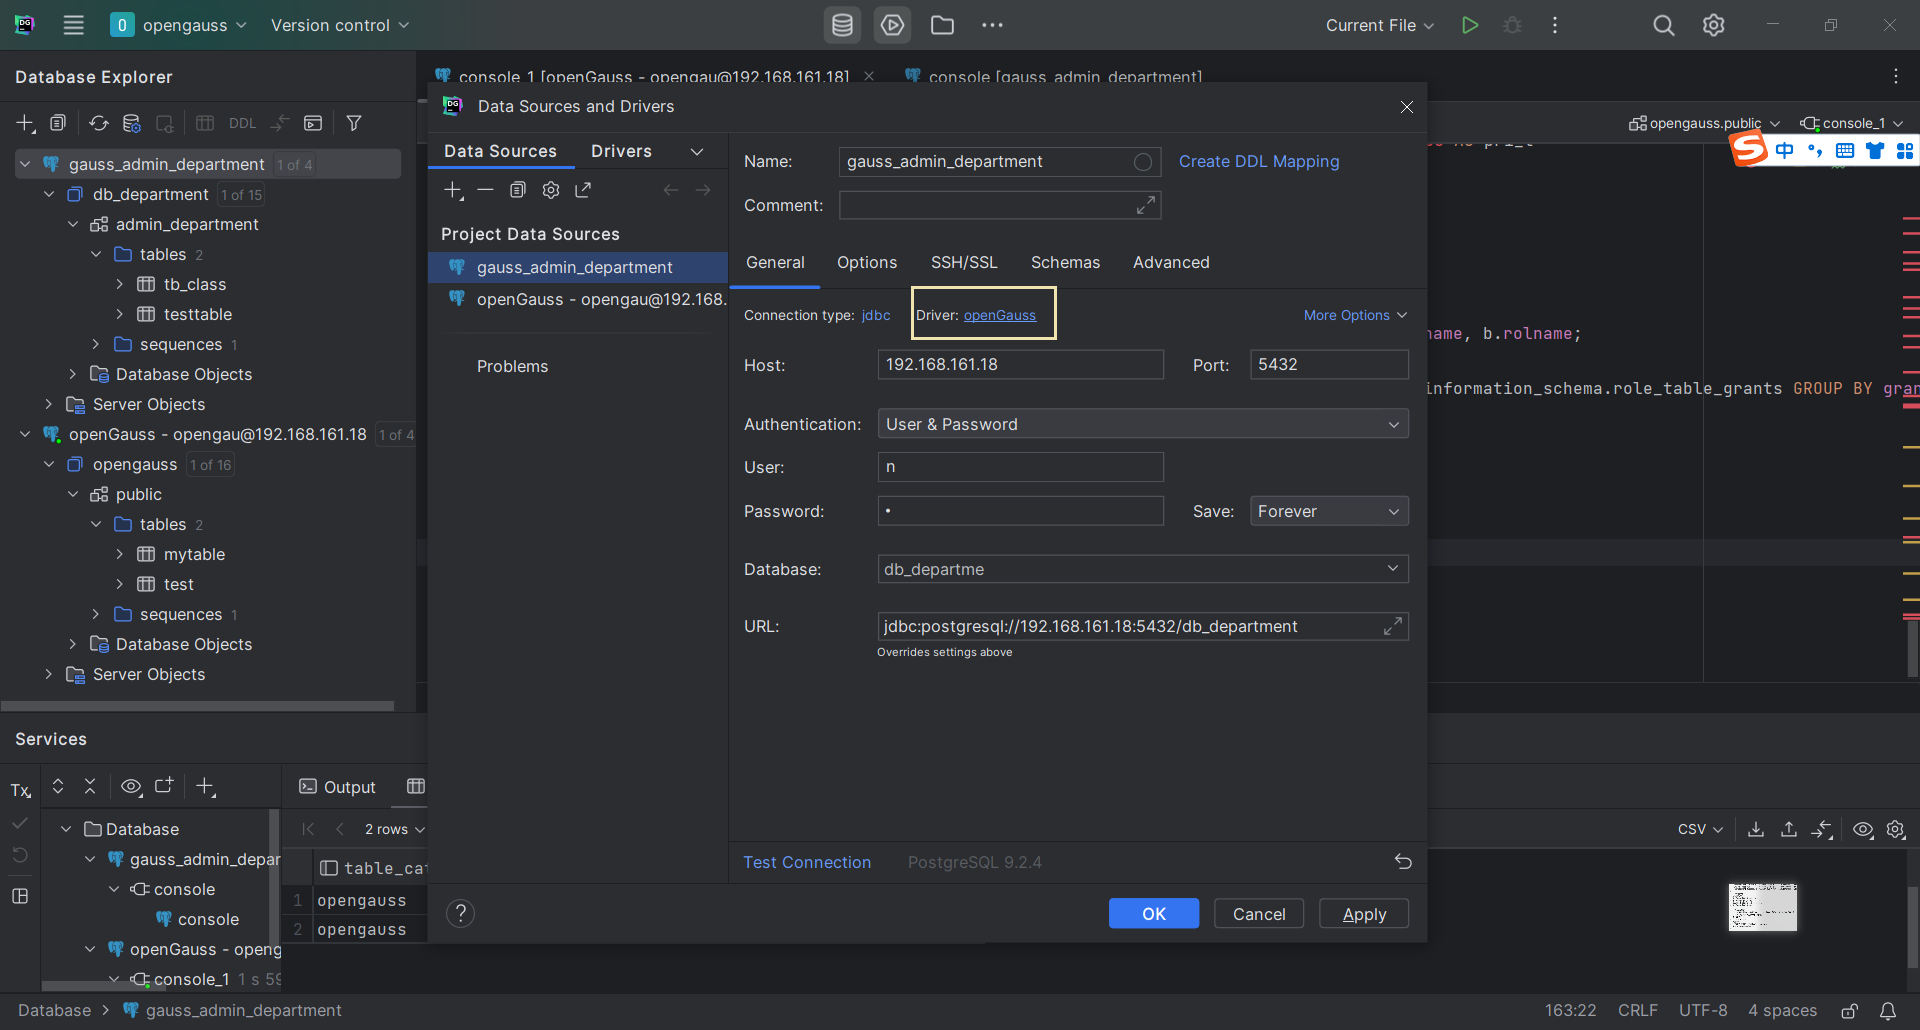 opengauss
Version control
Current File
Database Explorer
console_1 [openGauss - opengau@192.168.161.18]
console [gauss_admin_department]
DDL
opengauss.public
console_1
中
gauss_admin_department 1 of 4
db_department 1 of 15
admin_department
tables 2
tb_class
testtable
sequences 1
Database Objects
Server Objects
openGauss - opengau@192.168.161.18 1 of 4
opengauss 1 of 16
public
tables 2
mytable
test
sequences 1
Database Objects
Server Objects
Data Sources and Drivers
Data Sources
Drivers
Project Data Sources
gauss_admin_department
openGauss - opengau@192.168.
Problems
Name: gauss_admin_department
Create DDL Mapping
Comment:
General
Options
SSH/SSL
Schemas
Advanced
Connection type: jdbc
Driver: openGauss
More Options
Host: 192.168.161.18
Port: 5432
Authentication: User & Password
User: n
Password: •
Save: Forever
Database: db_departme
URL: jdbc:postgresql://192.168.161.18:5432/db_department
Overrides settings above
Test Connection
PostgreSQL 9.2.4
?
OK
Cancel
Apply
name, b.rolname;
information_schema.role_table_grants GROUP BY gran
Services
Tx
Output
Database
gauss_admin_depar
console
console
openGauss - openg
console_1 1 s 59
2 rows
CSV
table_cat
1 opengauss
2 opengauss
Database > gauss_admin_department
163:22
CRLF
UTF-8
4 spaces